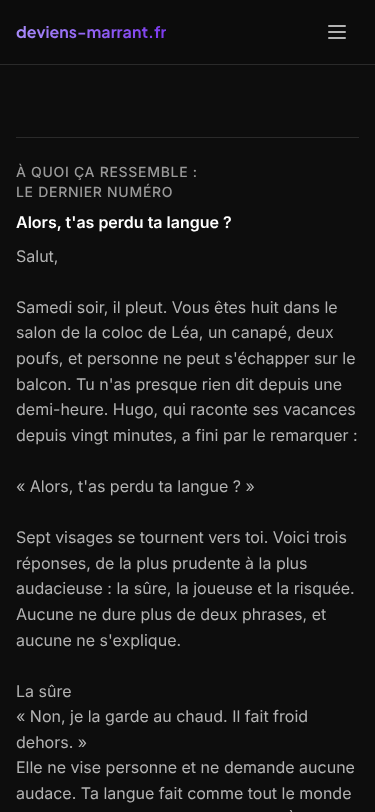 deviens-marrant.fr
À QUOI ÇA RESSEMBLE :
LE DERNIER NUMÉRO
Alors, t'as perdu ta langue ?
Salut,
Samedi soir, il pleut. Vous êtes huit dans le
salon de la coloc de Léa, un canapé, deux
poufs, et personne ne peut s'échapper sur le
balcon. Tu n'as presque rien dit depuis une
demi-heure. Hugo, qui raconte ses vacances
depuis vingt minutes, a fini par le remarquer :
« Alors, t'as perdu ta langue ? »
Sept visages se tournent vers toi. Voici trois
réponses, de la plus prudente à la plus
audacieuse : la sûre, la joueuse et la risquée.
Aucune ne dure plus de deux phrases, et
aucune ne s'explique.
La sûre
« Non, je la garde au chaud. Il fait froid
dehors. »
Elle ne vise personne et ne demande aucune
audace. Ta langue fait comme tout le monde